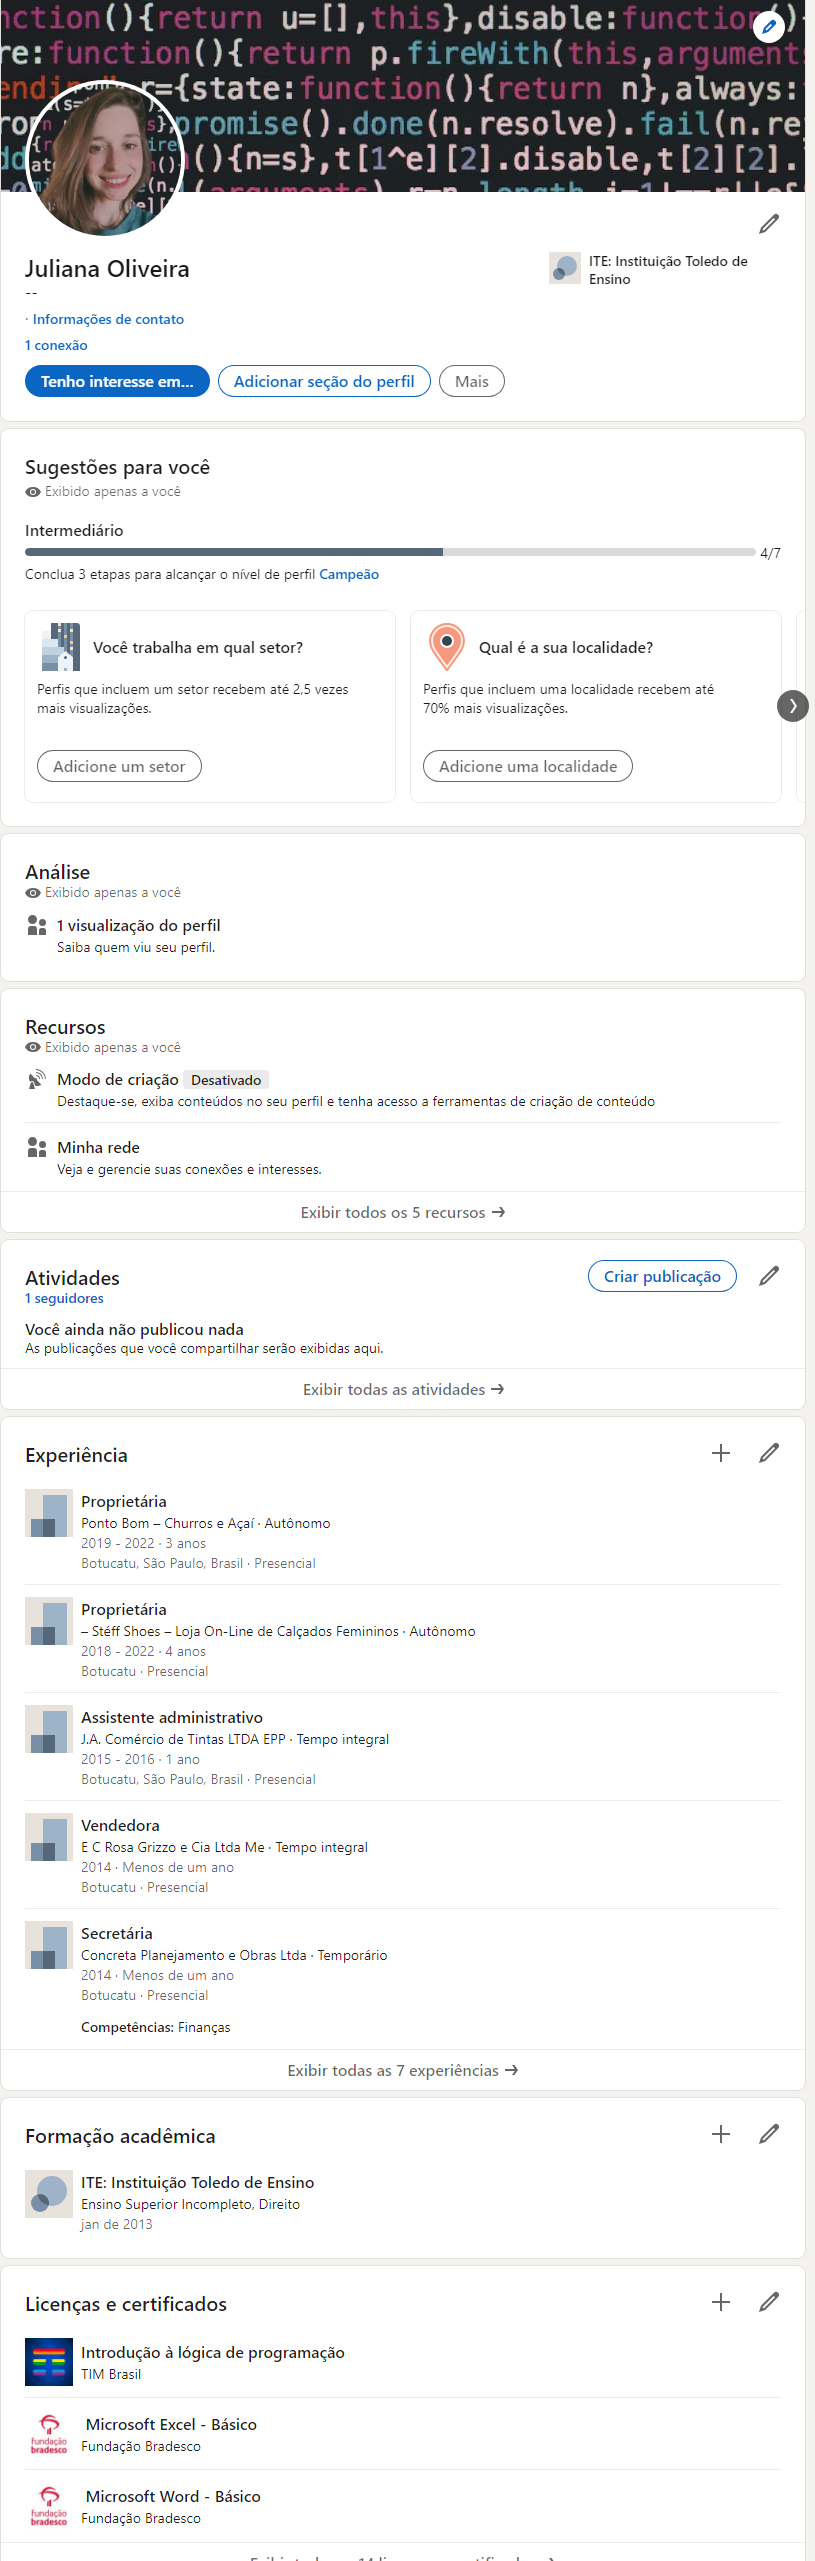 unction(){return u=[],this},disable:function()
re:function(){return p.fireWith(this,argument
r={state:function(){return n},always:
promise().done(n.resolve).fail(n.re
(){n=s},t[1^e][2].disable,t[2][2].
Juliana Oliveira
--
ITE: Instituição Toledo de
Ensino
· Informações de contato
1 conexão
Tenho interesse em...
Adicionar seção do perfil
Mais
Sugestões para você
Exibido apenas a você
Intermediário
4/7
Conclua 3 etapas para alcançar o nível de perfil Campeão
Você trabalha em qual setor?
Perfis que incluem um setor recebem até 2,5 vezes
mais visualizações.
Adicione um setor
Qual é a sua localidade?
Perfis que incluem uma localidade recebem até
70% mais visualizações.
Adicione uma localidade
Análise
Exibido apenas a você
1 visualização do perfil
Saiba quem viu seu perfil.
Recursos
Exibido apenas a você
Modo de criação Desativado
Destaque-se, exiba conteúdos no seu perfil e tenha acesso a ferramentas de criação de conteúdo
Minha rede
Veja e gerencie suas conexões e interesses.
Exibir todos os 5 recursos →
Atividades
1 seguidores
Criar publicação
Você ainda não publicou nada
As publicações que você compartilhar serão exibidas aqui.
Exibir todas as atividades →
Experiência
Proprietária
Ponto Bom – Churros e Açaí · Autônomo
2019 - 2022 · 3 anos
Botucatu, São Paulo, Brasil · Presencial
Proprietária
– Stéff Shoes – Loja On-Line de Calçados Femininos · Autônomo
2018 - 2022 · 4 anos
Botucatu · Presencial
Assistente administrativo
J.A. Comércio de Tintas LTDA EPP · Tempo integral
2015 - 2016 · 1 ano
Botucatu, São Paulo, Brasil · Presencial
Vendedora
E C Rosa Grizzo e Cia Ltda Me · Tempo integral
2014 · Menos de um ano
Botucatu · Presencial
Secretária
Concreta Planejamento e Obras Ltda · Temporário
2014 · Menos de um ano
Botucatu · Presencial
Competências: Finanças
Exibir todas as 7 experiências →
Formação acadêmica
ITE: Instituição Toledo de Ensino
Ensino Superior Incompleto, Direito
jan de 2013
Licenças e certificados
Introdução à lógica de programação
TIM Brasil
fundação
bradesco
Microsoft Excel - Básico
Fundação Bradesco
fundação
bradesco
Microsoft Word - Básico
Fundação Bradesco